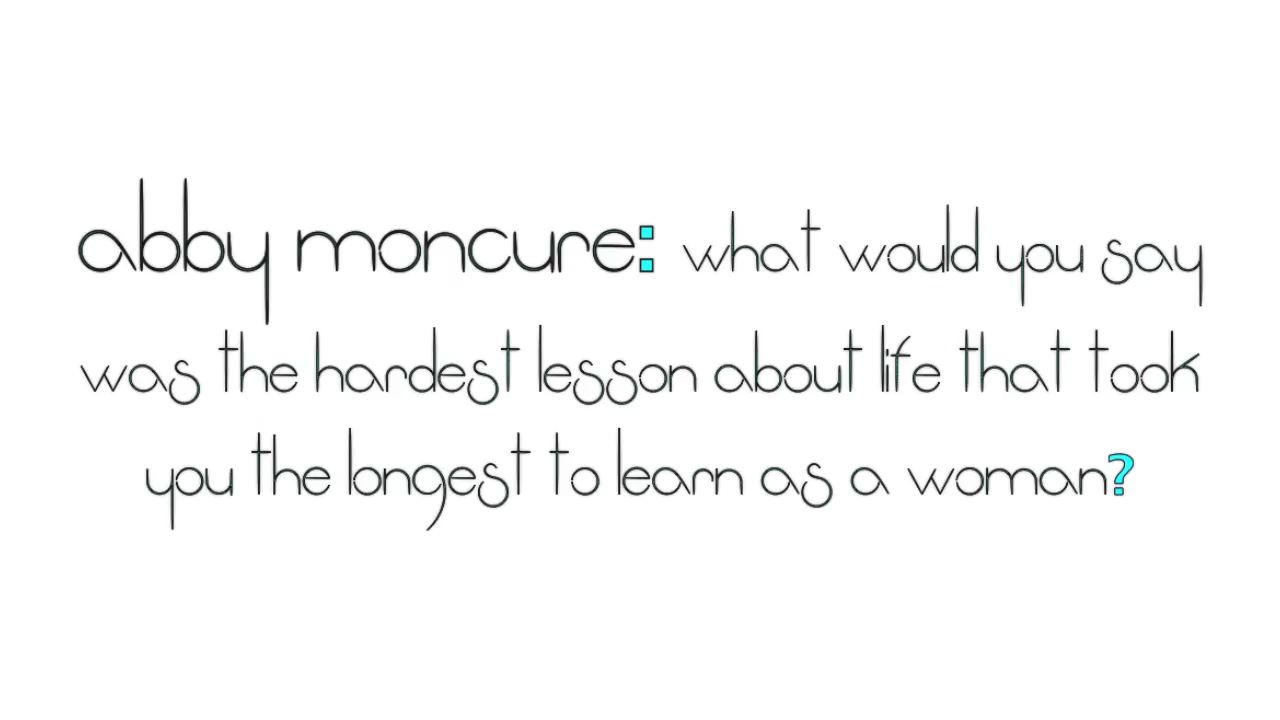 abby moncure: what would you say
was the hardest lesson about life that took
you the longest to learn as a woman?